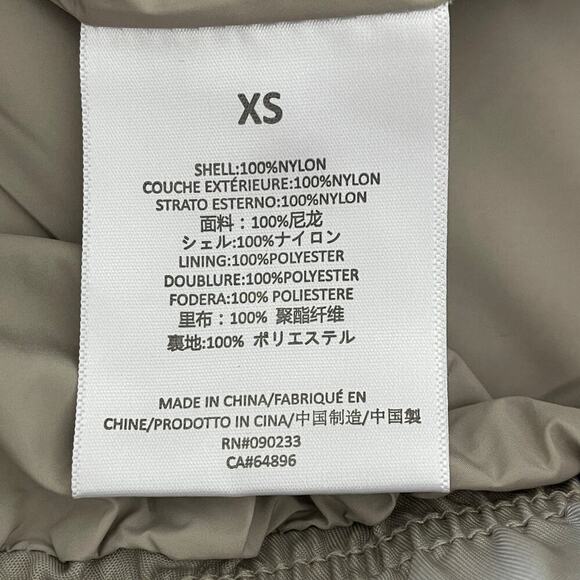 XS
SHELL:100%NYLON
COUCHE EXTÉRIEURE:100%NYLON
STRATO ESTERNO:100%NYLON
面料：100%尼龙
シェル:100%ナイロン
LINING:100%POLYESTER
DOUBLURE:100%POLYESTER
FODERA:100% POLIESTERE
里布：100% 聚酯纤维
裏地:100% ポリエステル
MADE IN CHINA/FABRIQUÉ EN
CHINE/PRODOTTO IN CINA/中国制造/中国製
RN#090233
CA#64896